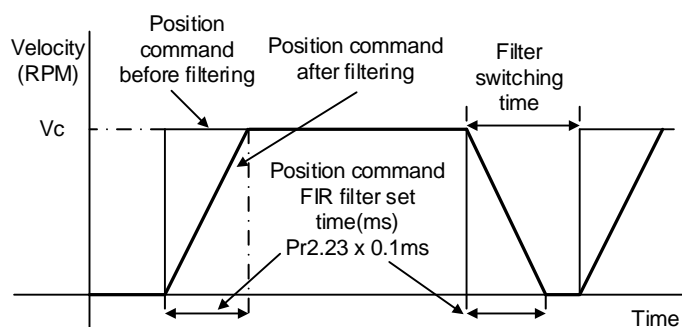 Velocity
(RPM)
Position
command
before filtering
Position command
after filtering
Filter
switching
time
Vc
Position command
FIR filter set
time(ms)
Pr2.23 x 0.1ms
Time